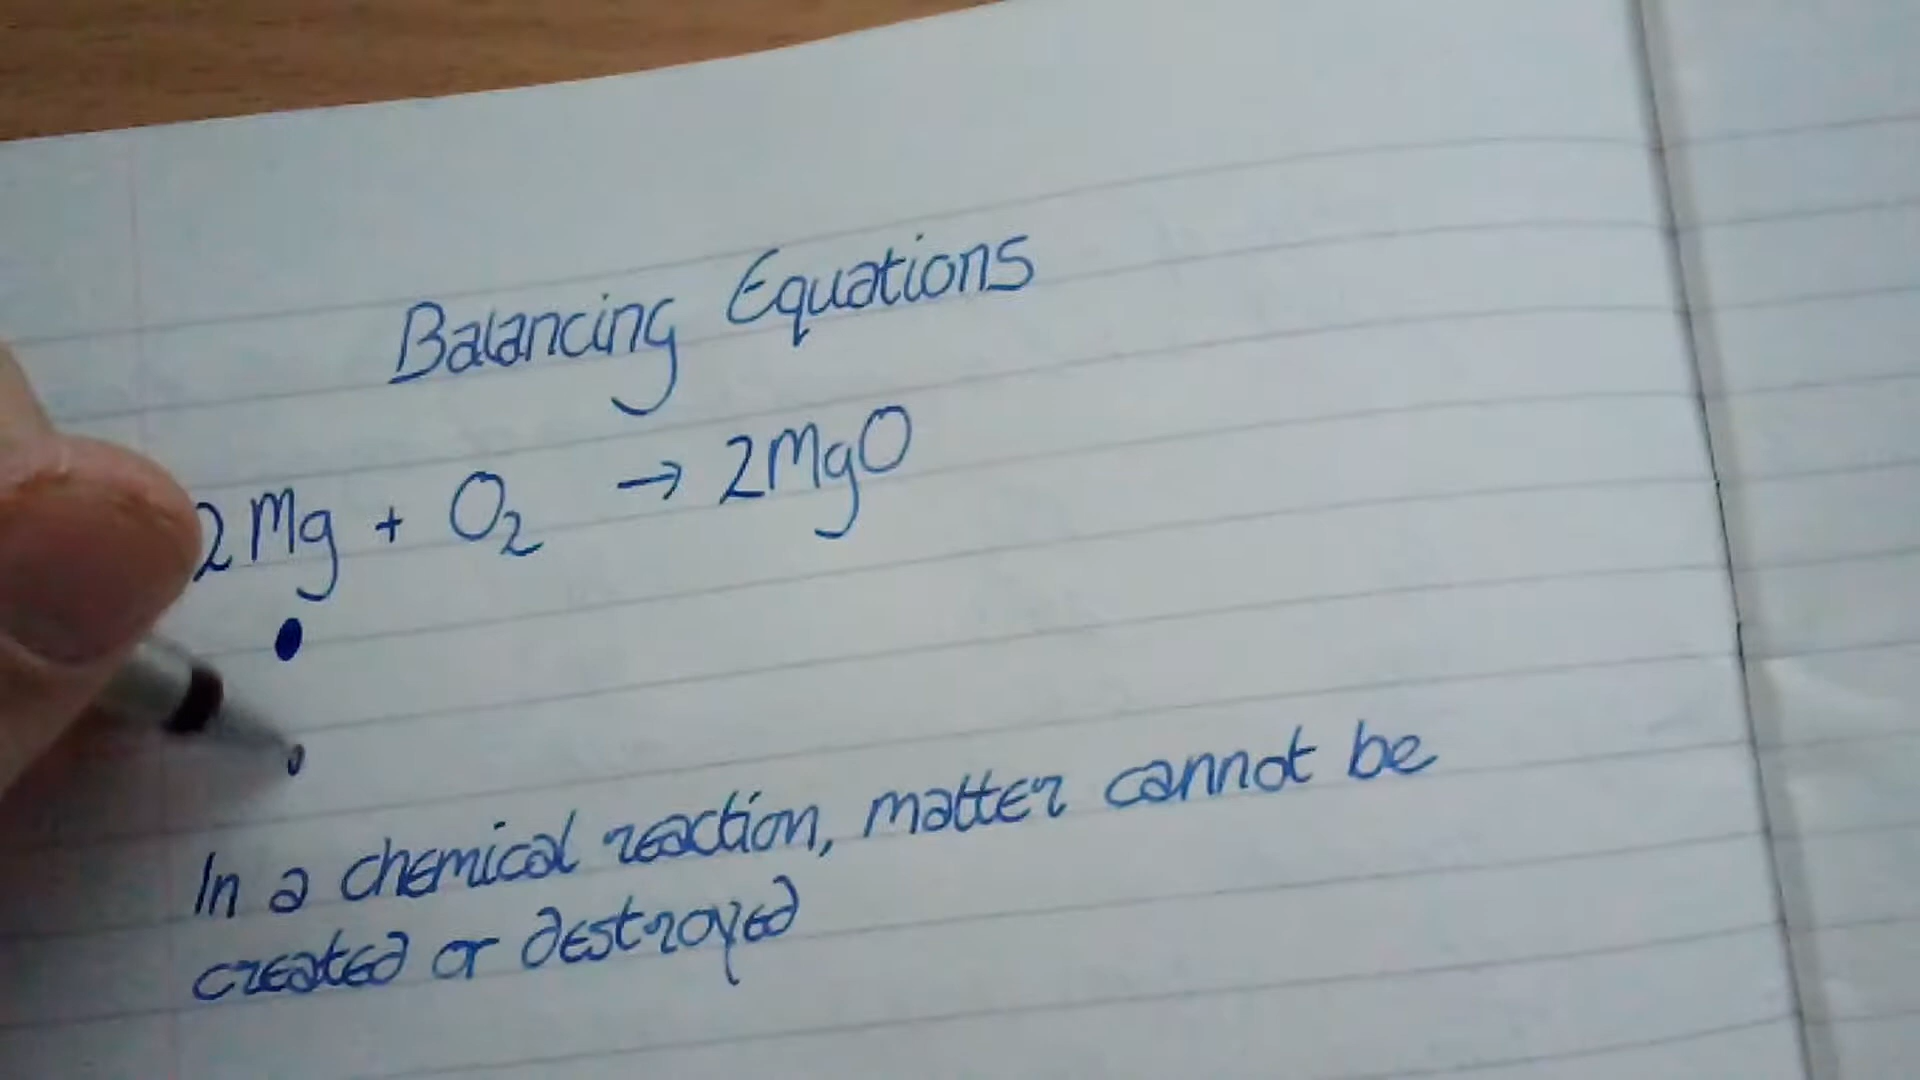 Balancing Equations
2Mg + O₂ → 2MgO
In a chemical reaction, matter cannot be
created or destroyed